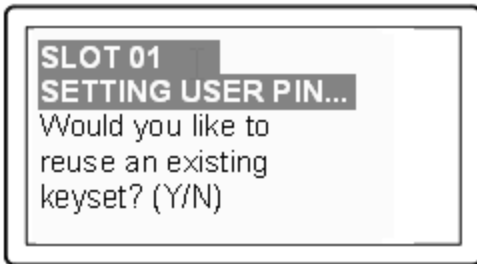 SLOT 01
SETTING USER PIN...
Would you like to
reuse an existing
keyset? (Y/N)